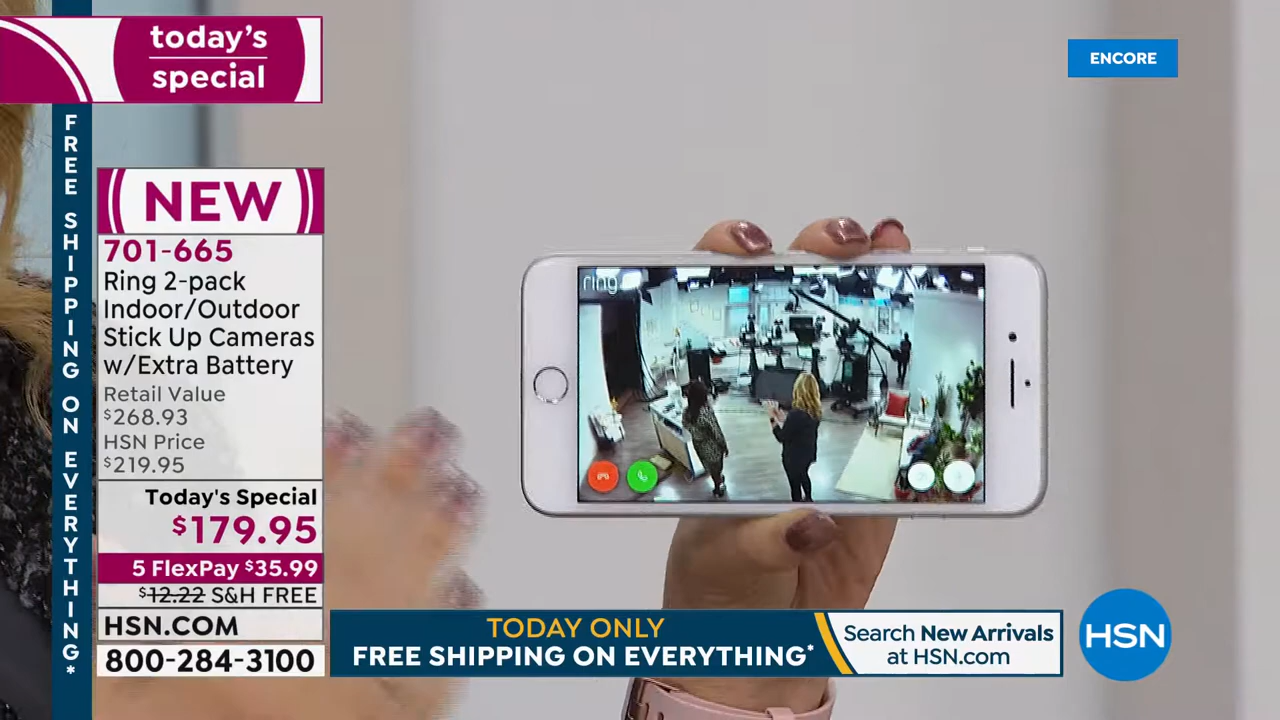 today's
special
ENCORE
FREE SHIPPING ON EVERYTHING*
NEW
701-665
Ring 2-pack
Indoor/Outdoor
Stick Up Cameras
w/Extra Battery
Retail Value
$268.93
HSN Price
$219.95
Today's Special
$179.95
5 FlexPay $35.99
$12.22 S&H FREE
HSN.COM
800-284-3100
ring
TODAY ONLY
FREE SHIPPING ON EVERYTHING*
Search New Arrivals
at HSN.com
HSN